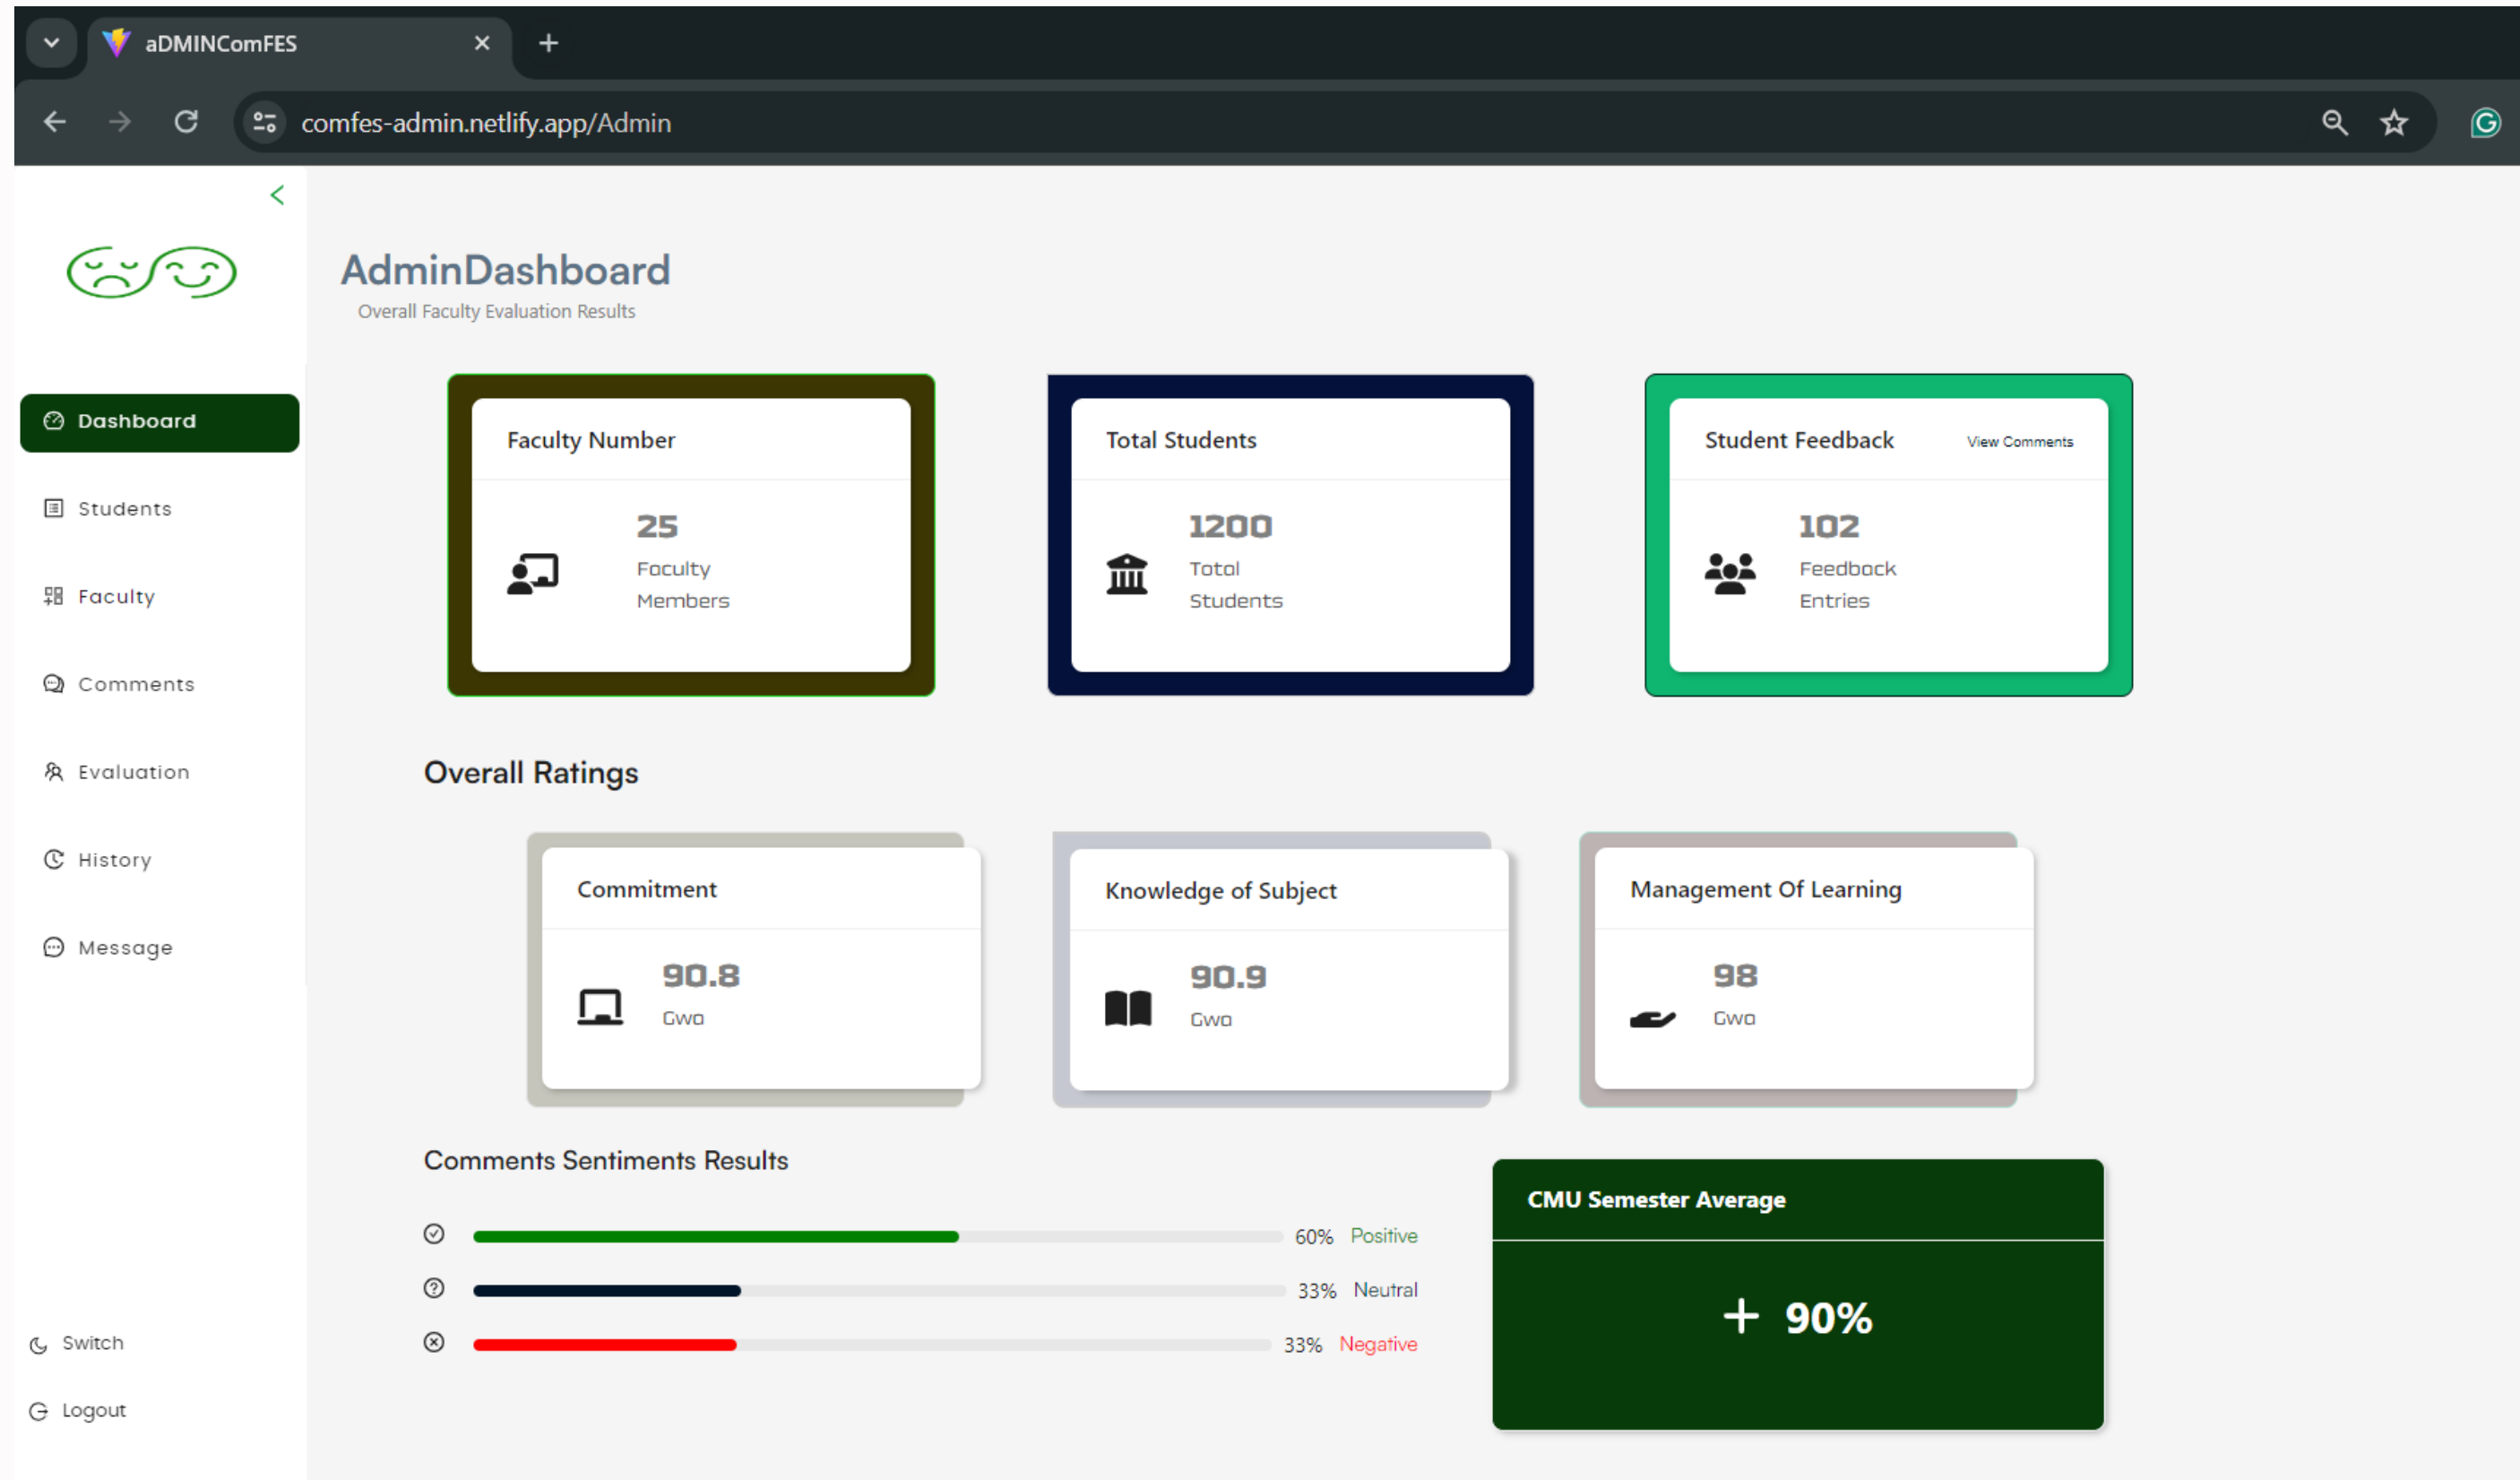 aDMINComFES
comfes-admin.netlify.app/Admin
AdminDashboard
Overall Faculty Evaluation Results
Dashboard
Students
Faculty
Comments
Evaluation
History
Message
Switch
Logout
Faculty Number
25
Faculty
Members
Total Students
1200
Total
Students
Student Feedback View Comments
102
Feedback
Entries
Overall Ratings
Commitment
90.8
Gwa
Knowledge of Subject
90.9
Gwa
Management Of Learning
98
Gwa
Comments Sentiments Results
60% Positive
33% Neutral
33% Negative
CMU Semester Average
+ 90%